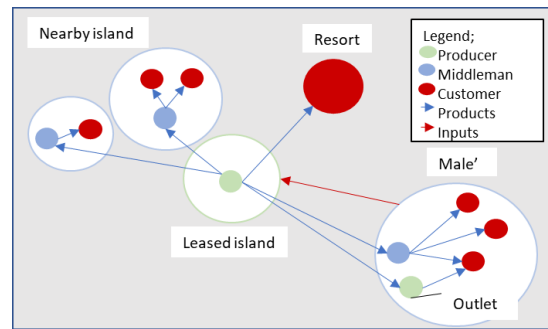 Nearby island
Resort
Legend;
Producer
Middleman
Customer
Products
Inputs
Male'
Leased island
Outlet